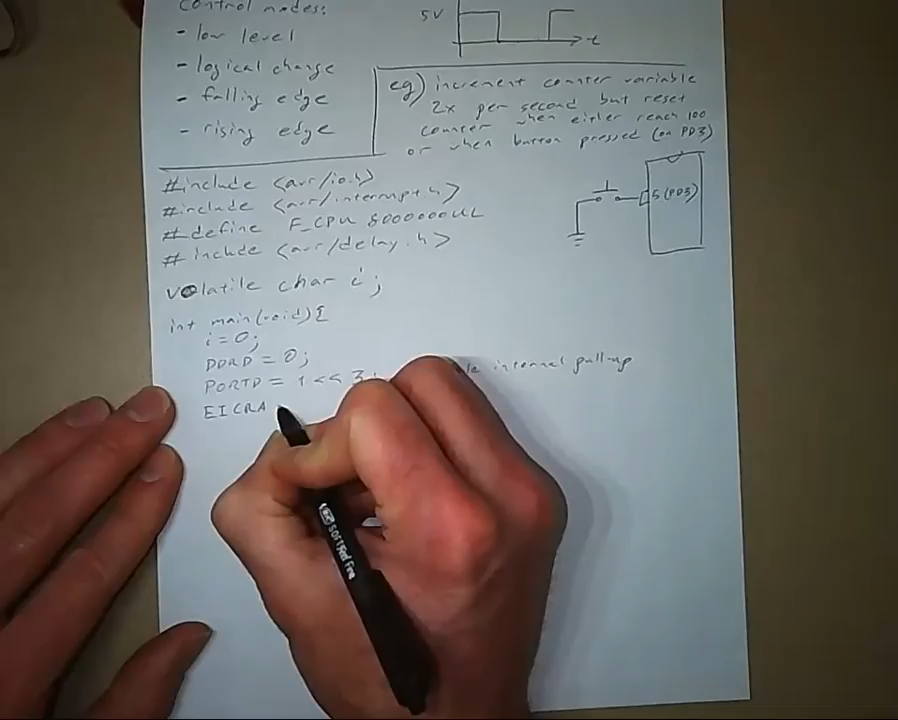 control modes:
- low level
- logical change
- falling edge
- rising edge
5V
t
eg) increment counter variable
2x per second but reset
counter when either reach 100
or when button pressed (on PD3)
#include <avr/io.h>
#include <avr/interrupt.h>
#define F_CPU 8000000UL
#include <avr/delay.h>
5 (PD3)
volatile char i;
int main(void){
i=0;
DDRD = 0;
PORTD = 1 << 3; internal pull-up
EICRA
SOFTFeel Fine